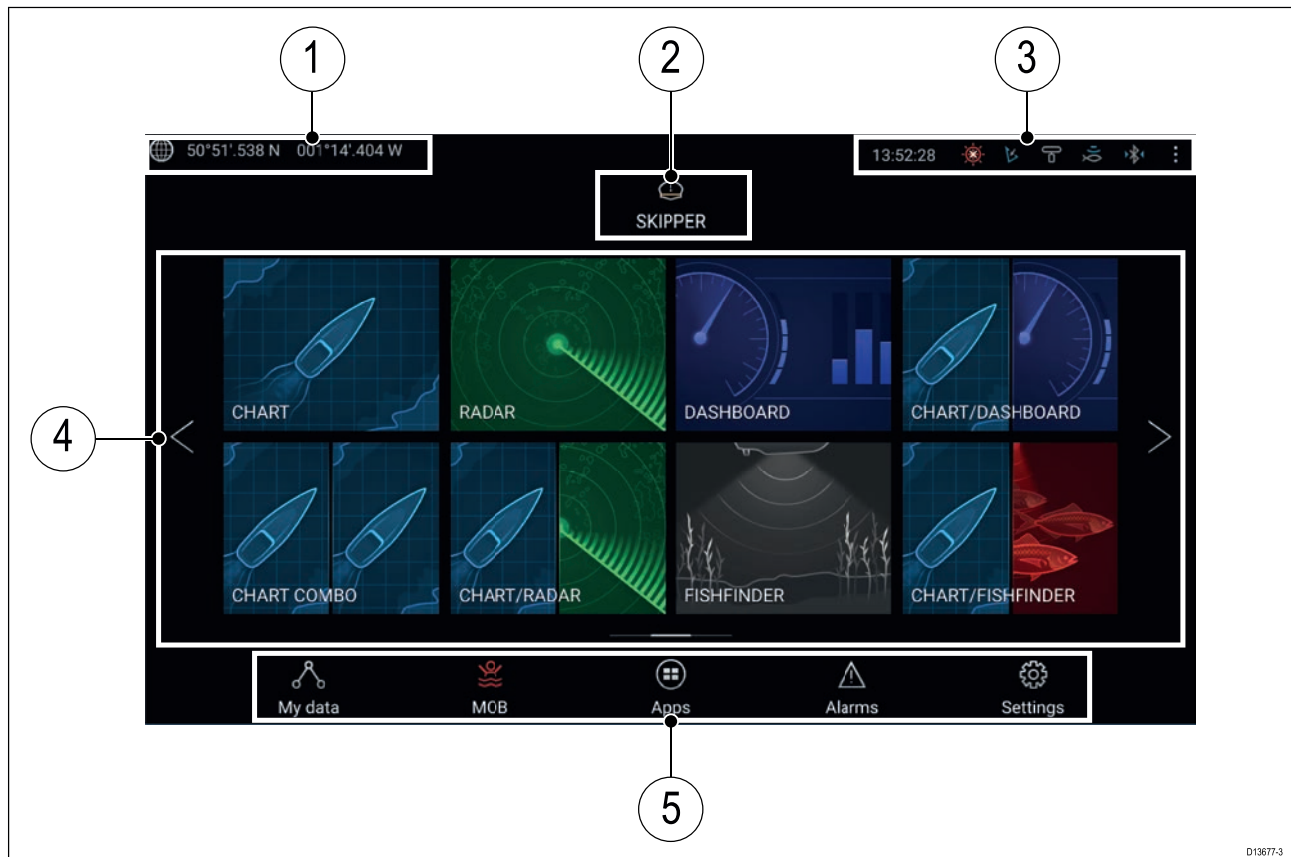 1
2
3
50°51'.538 N 001°14'.404 W
13:52:28
SKIPPER
CHART
RADAR
DASHBOARD
CHART/DASHBOARD
4
CHART COMBO
CHART/RADAR
FISHFINDER
CHART/FISHFINDER
My data
MOB
Apps
Alarms
Settings
5
D13677-3